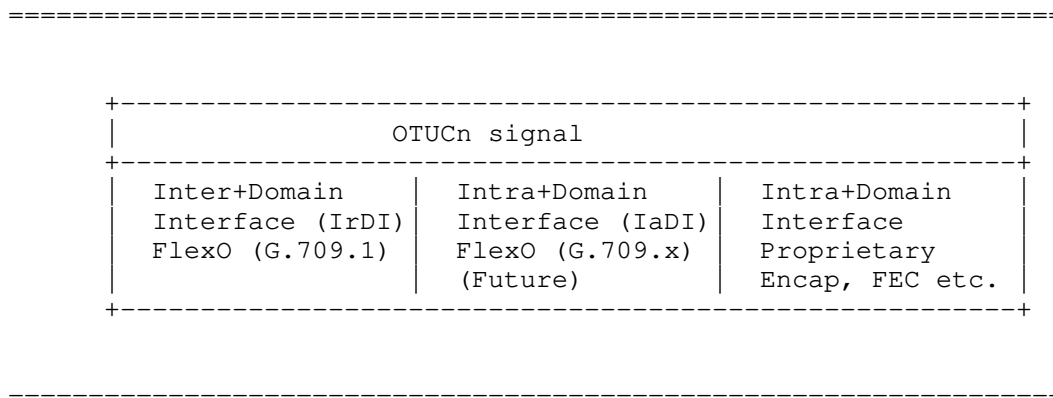 OTUCn signal
Inter+Domain | Intra+Domain | Intra+Domain
Interface (IrDI)| Interface (IaDI)| Interface
FlexO (G.709.1) | FlexO (G.709.x) | Proprietary
(Future) | Encap, FEC etc.